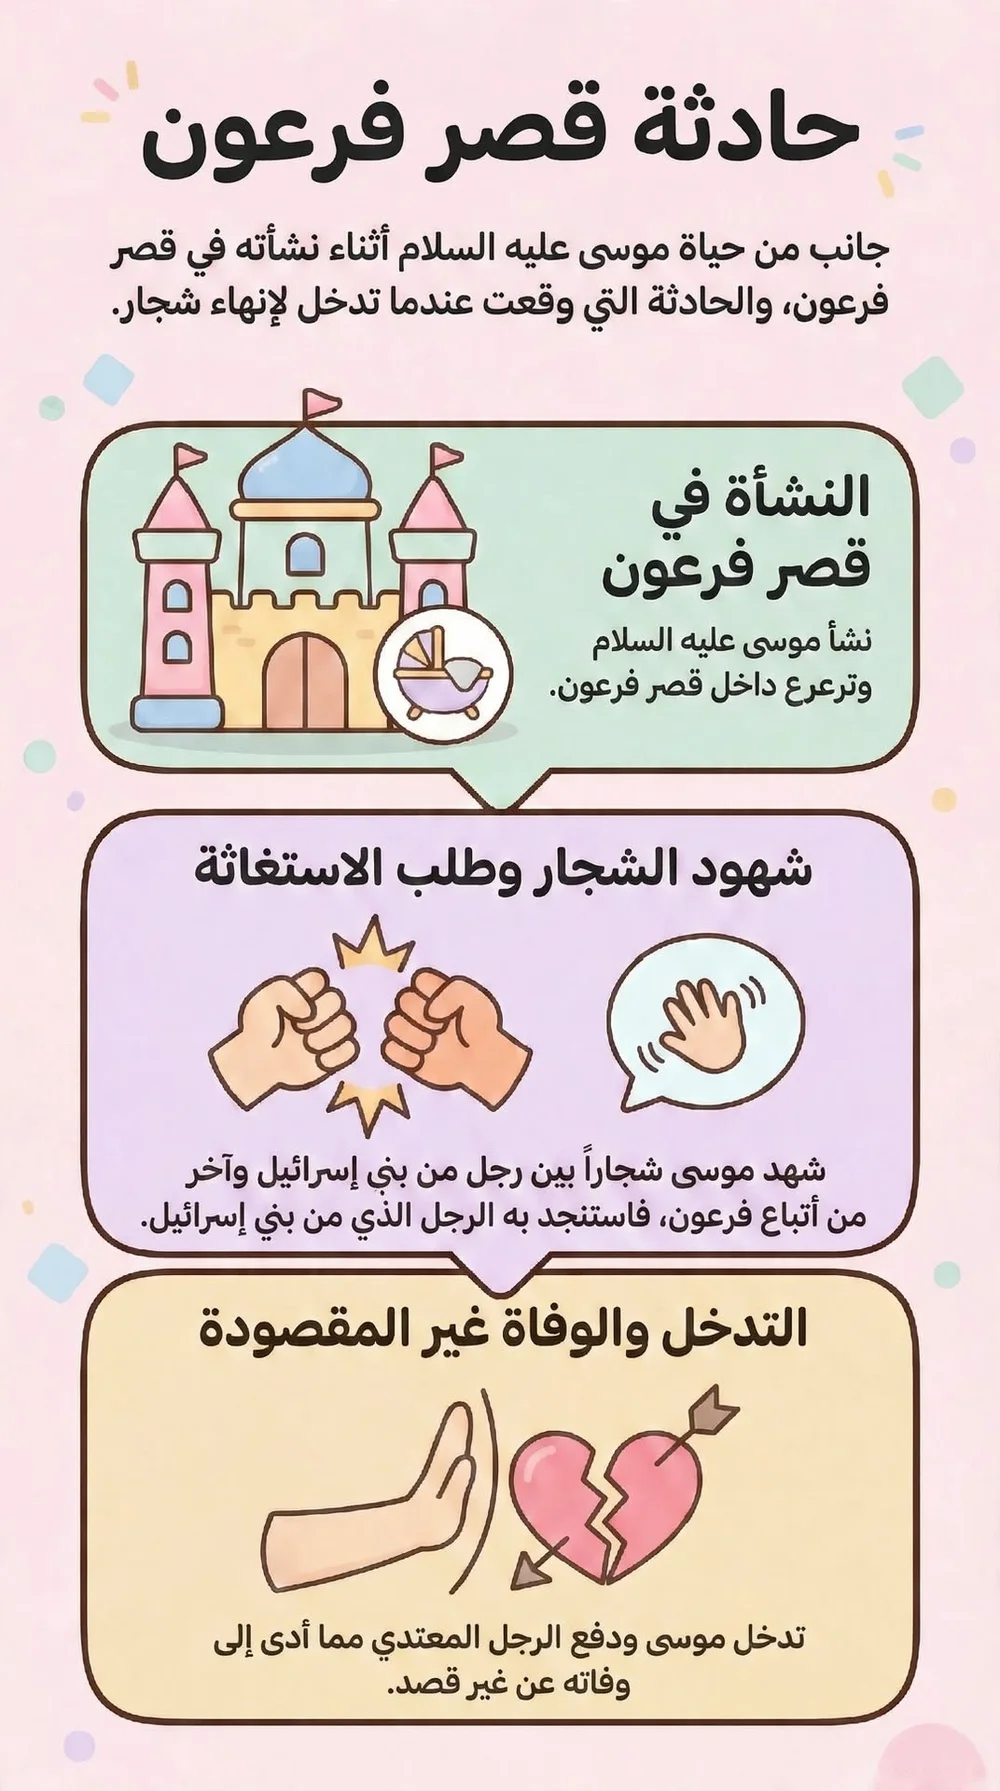 حادثة قصر فرعون
جانب من حياة موسى عليه السلام أثناء نشأته في قصر
فرعون، والحادثة التي وقعت عندما تدخل لإنهاء شجار.
النشأة في
قصر فرعون
نشأ موسى عليه السلام
وترعرع داخل قصر فرعون.
شهود الشجار وطلب الاستغاثة
شهد موسى شجاراً بين رجل من بني إسرائيل وآخر
من أتباع فرعون، فاستنجد به الرجل الذي من بني إسرائيل.
التدخل والوفاة غير المقصودة
تدخل موسى ودفع الرجل المعتدي مما أدى إلى
وفاته عن غير قصد.